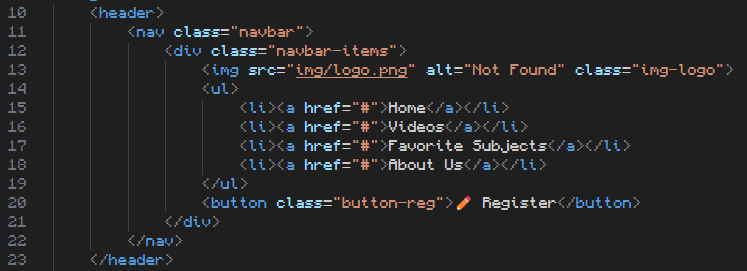 10 <header>
11 <nav class="navbar">
12 <div class="navbar-items">
13 <img src="img/logo.png" alt="Not Found" class="img-logo">
14 <ul>
15 <li><a href="#">Home</a></li>
16 <li><a href="#">Videos</a></li>
17 <li><a href="#">Favorite Subjects</a></li>
18 <li><a href="#">About Us</a></li>
19 </ul>
20 <button class="button-reg">✏️ Register</button>
21 </div>
22 </nav>
23 </header>